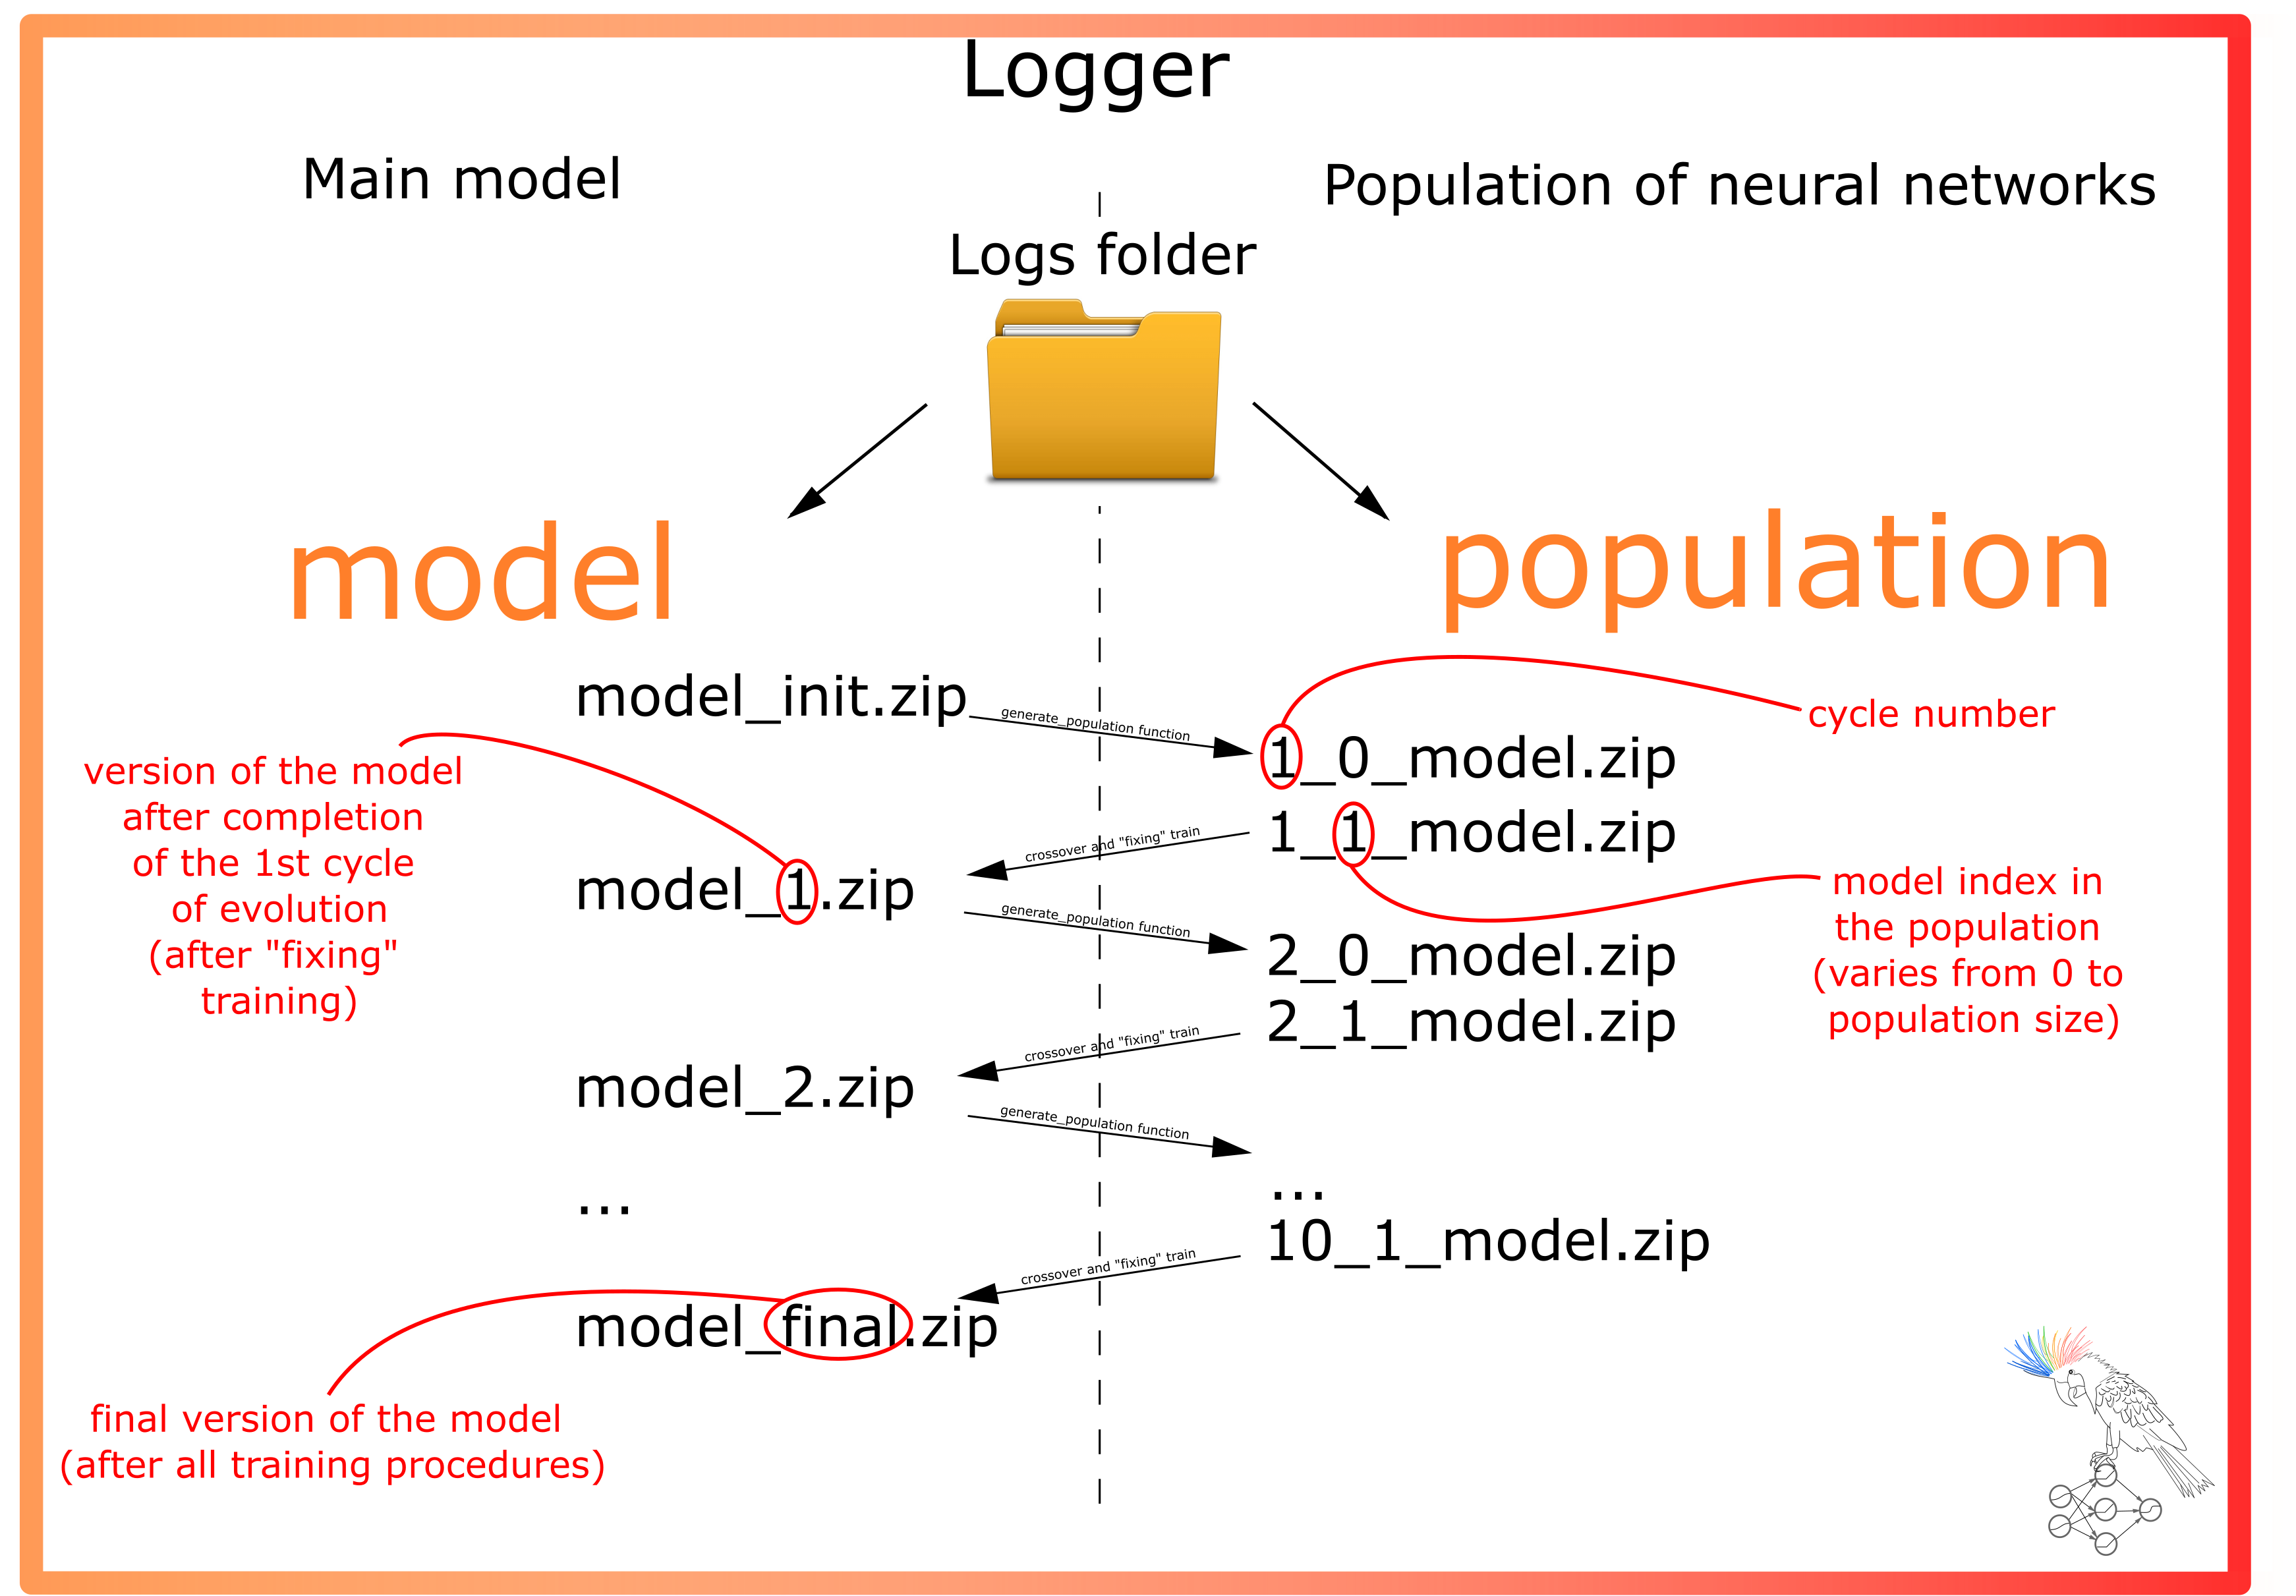 Logger
Main model
Population of neural networks
Logs folder
model
population
model_init.zip
generate_population function
cycle number
1_0_model.zip
version of the model
after completion
of the 1st cycle
of evolution
(after "fixing"
training)
1_1_model.zip
crossover and "fixing" train
model_1.zip
model index in
the population
(varies from 0 to
population size)
generate_population function
2_0_model.zip
2_1_model.zip
crossover and "fixing" train
model_2.zip
generate_population function
...
...
10_1_model.zip
crossover and "fixing" train
model_final.zip
final version of the model
(after all training procedures)